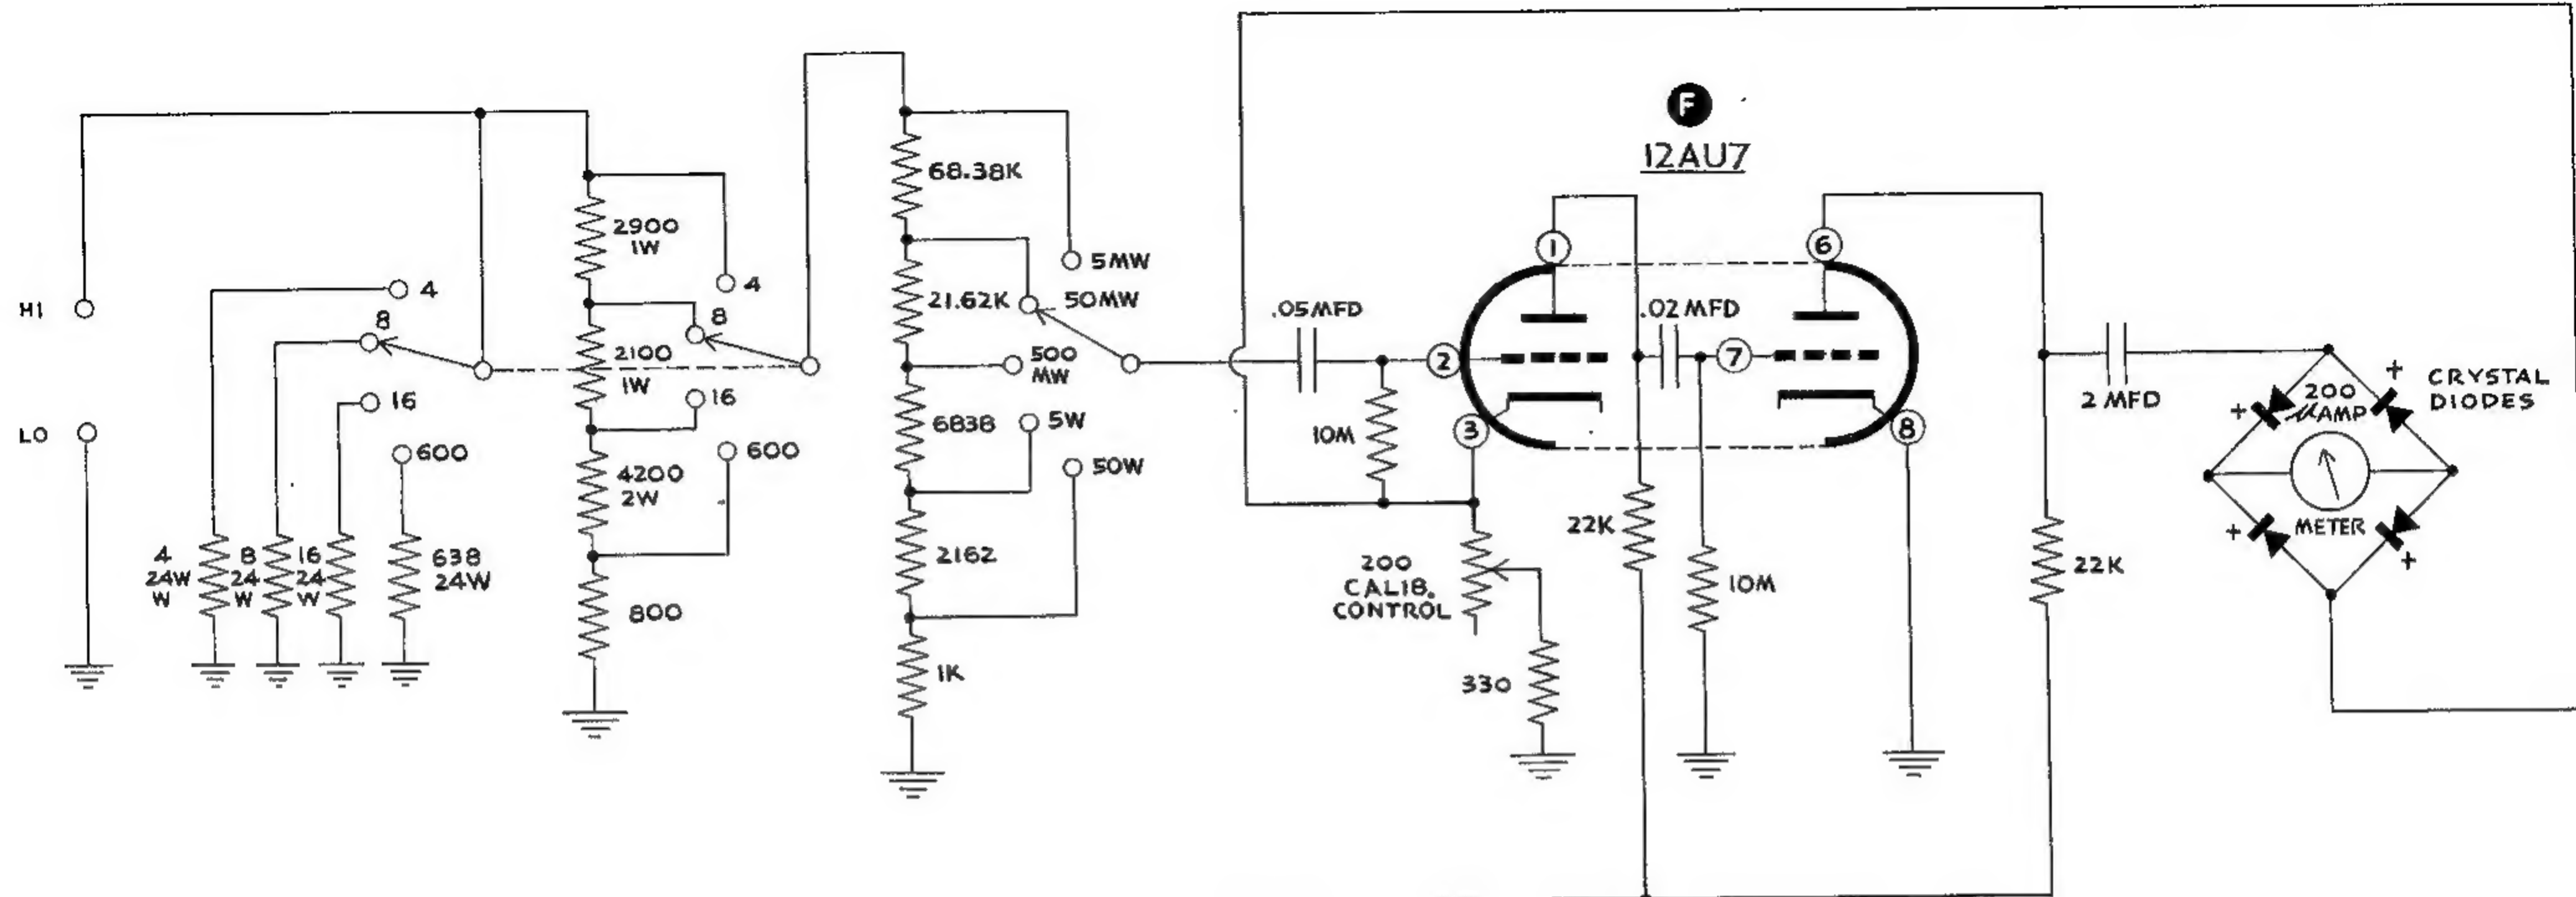 F
12AU7
HI
LO
4
8
16
600
4
24W
W
8
24
W
16
24
W
638
24W
2900
1W
2100
1W
4200
2W
800
4
8
16
600
68.38K
21.62K
6838
2162
1K
5MW
50MW
500
MW
5W
50W
.05MFD
10M
1
2
3
200
CALIB.
CONTROL
330
22K
.02 MFD
10M
6
7
8
22K
2 MFD
+
+
+
+
200
µAMP
METER
CRYSTAL
DIODES